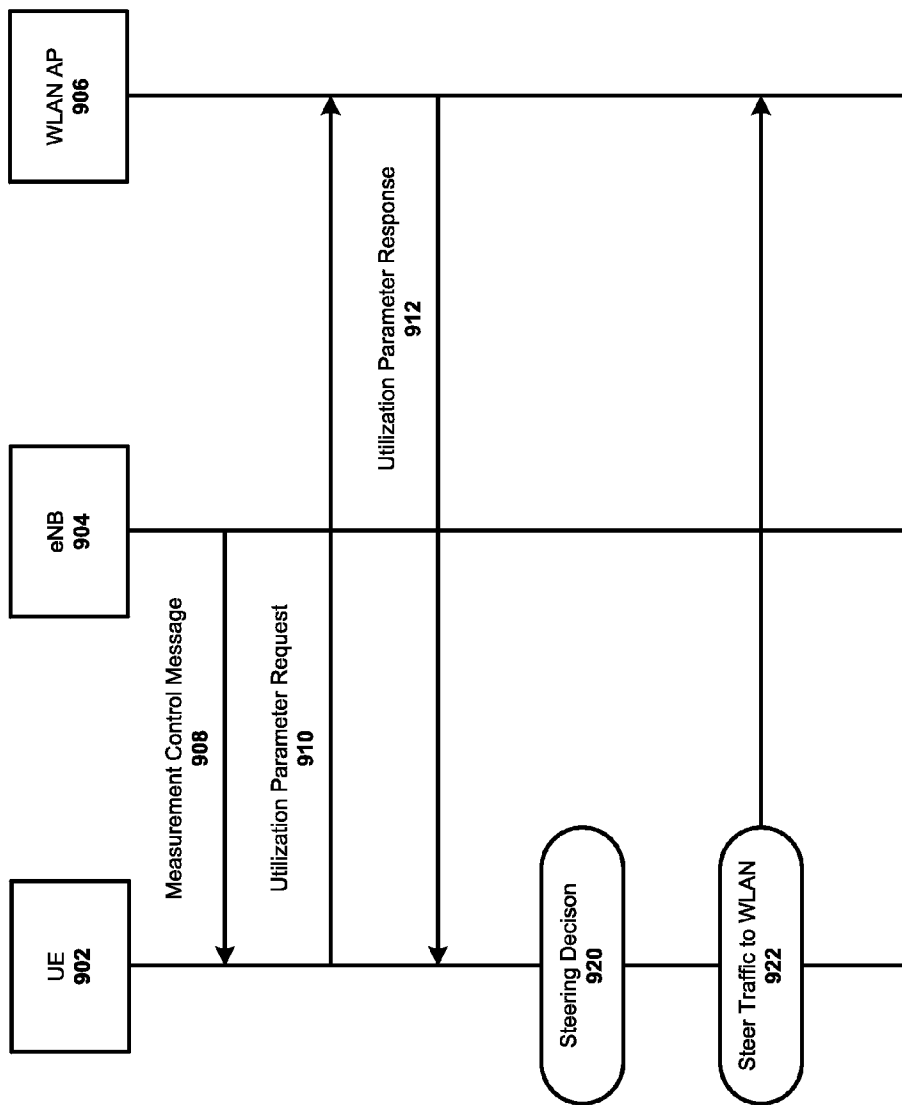 UE
902
eNB
904
WLAN AP
906
Measurement Control Message
908
Utilization Parameter Request
910
Utilization Parameter Response
912
Steering Decison
920
Steer Traffic to WLAN
922